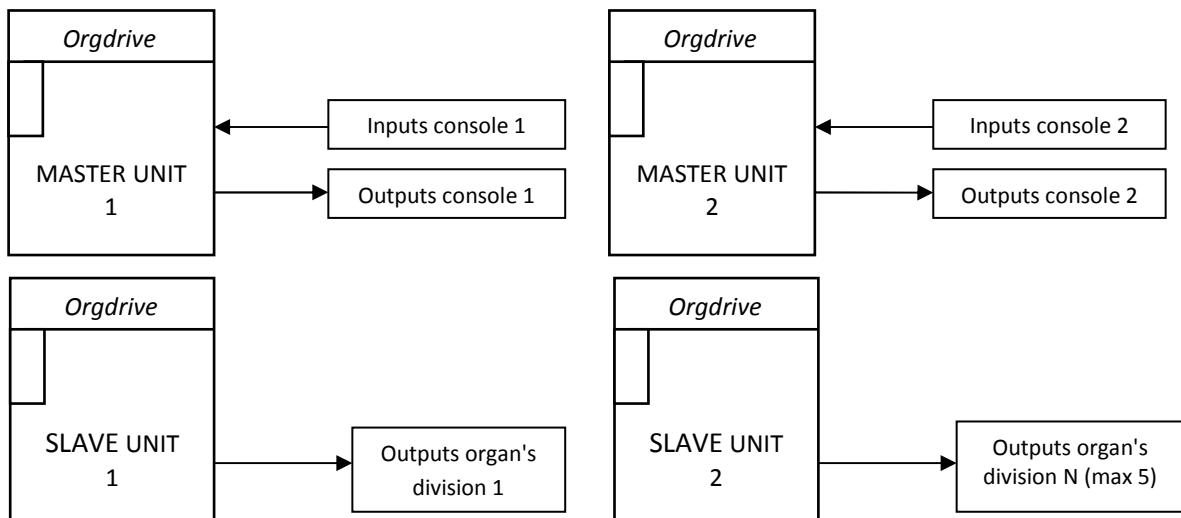 Orgdrive
MASTER UNIT
1
Inputs console 1
Outputs console 1
Orgdrive
MASTER UNIT
2
Inputs console 2
Outputs console 2
Orgdrive
SLAVE UNIT
1
Outputs organ's
division 1
Orgdrive
SLAVE UNIT
2
Outputs organ's
division N (max 5)